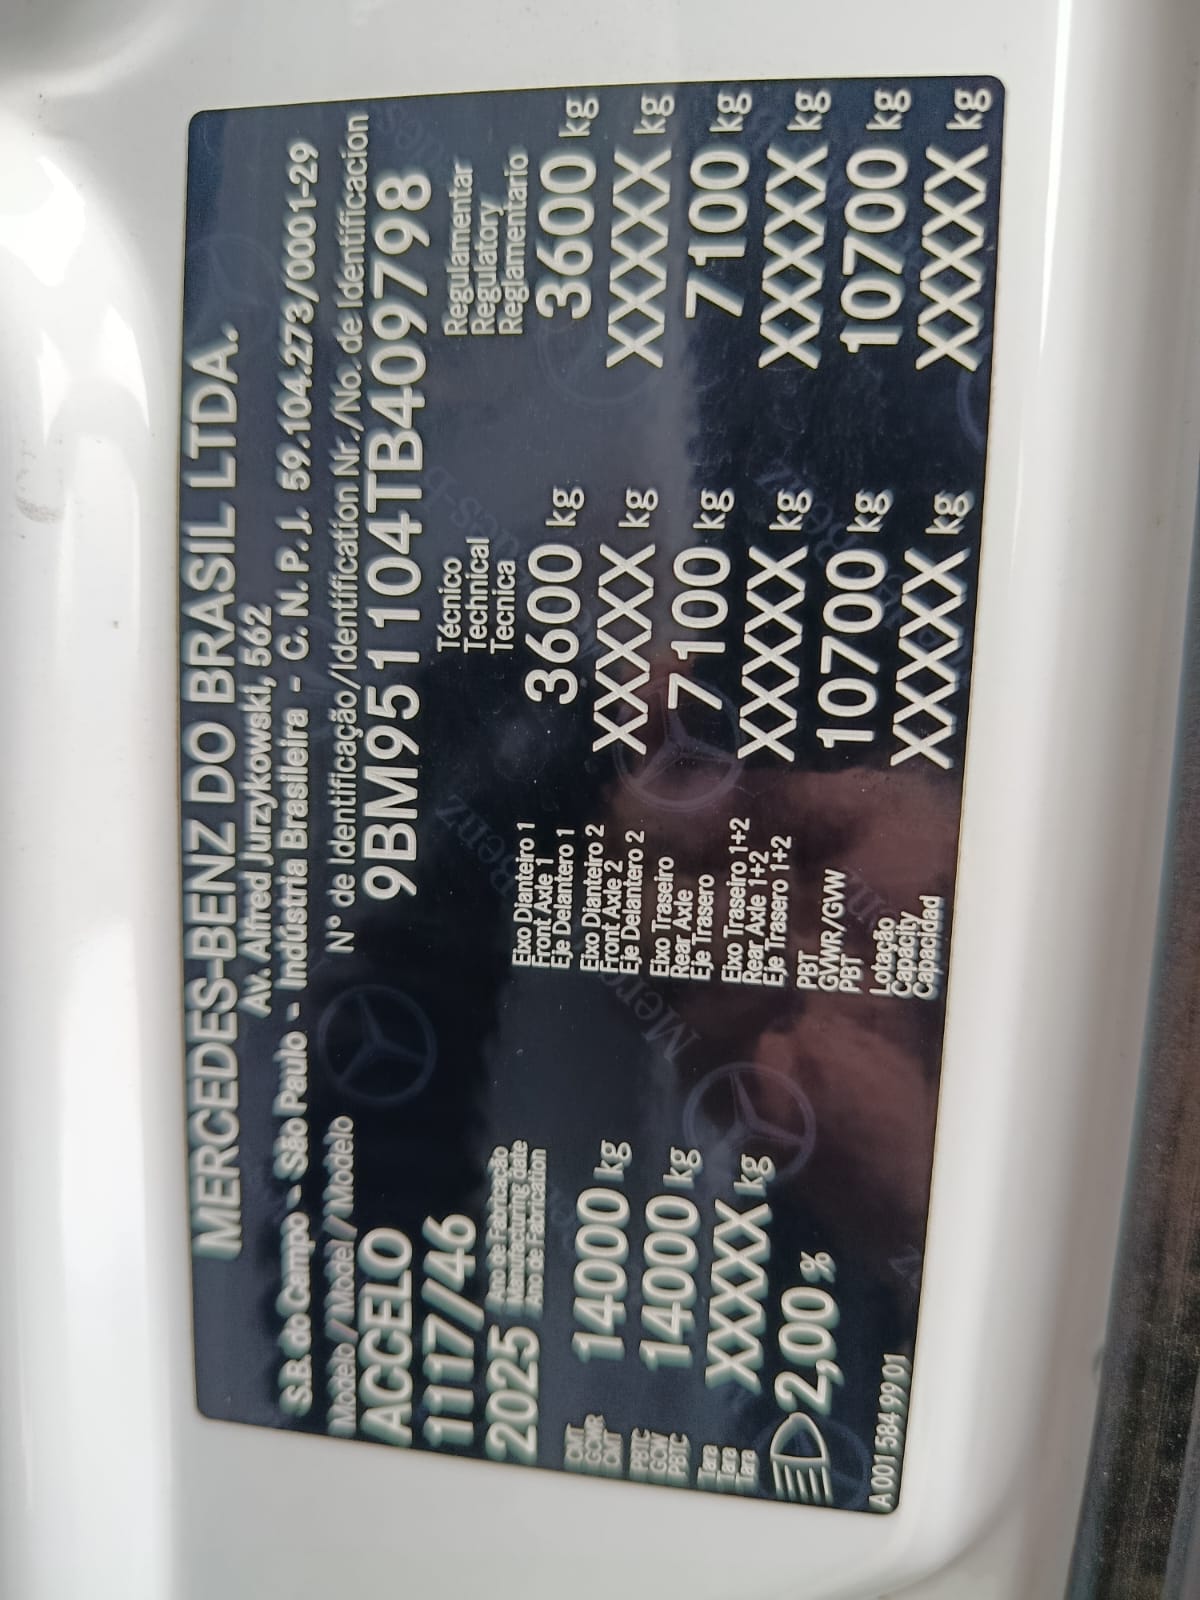 MERCEDES-BENZ DO BRASIL LTDA.
Av. Alfred Jurzykowski, 562
S.B. do Campo - São Paulo - Indústria Brasileira - C. N. P. J. 59.104.273/0001-29
Modelo/Model/Modelo
N° de Identificação/Identification Nr./No. de Identificacíon
ACCELO
9BM951104TB409798
1117/46
2025
Ano de Fabricação
Manufacturing date
Ano de Fabrication
Técnico
Technical
Tecnica
Regulamentar
Regulatory
Reglamentario
CMT
GCWR
CMT
14000 kg
PBTC
GCW
PBTC
14000 kg
Tara
Tara
Tara
XXXXX kg
2,00 %
A 001 584 99 01
Eixo Dianteiro 1
Front Axle 1
Eje Delantero 1
3600 kg
3600 kg
Eixo Dianteiro 2
Front Axle 2
Eje Delantero 2
XXXXX kg
XXXXX kg
Eixo Traseiro
Rear Axle
Eje Trasero
7100 kg
7100 kg
Eixo Traseiro 1+2
Rear Axle 1+2
Eje Trasero 1+2
XXXXX kg
XXXXX kg
PBT
GVWR/GVW
PBT
10700 kg
10700 kg
Lotação
Capacity
Capacidad
XXXXX kg
XXXXX kg